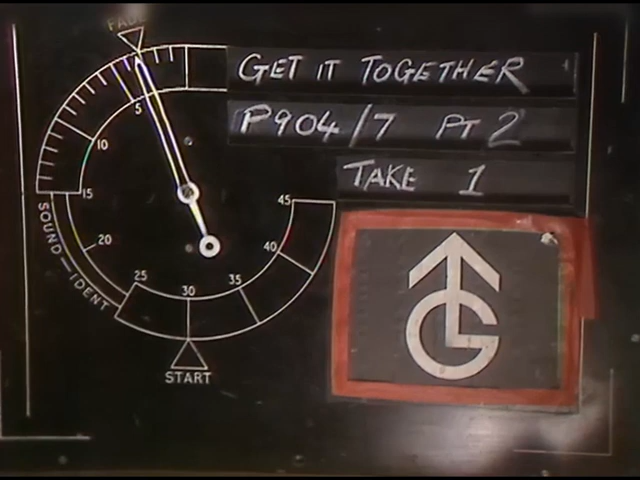 FADE
GET IT TOGETHER
P904/7 PT 2
TAKE 1
5
10
15
20
25
30
35
40
45
SOUND—IDENT
START
G